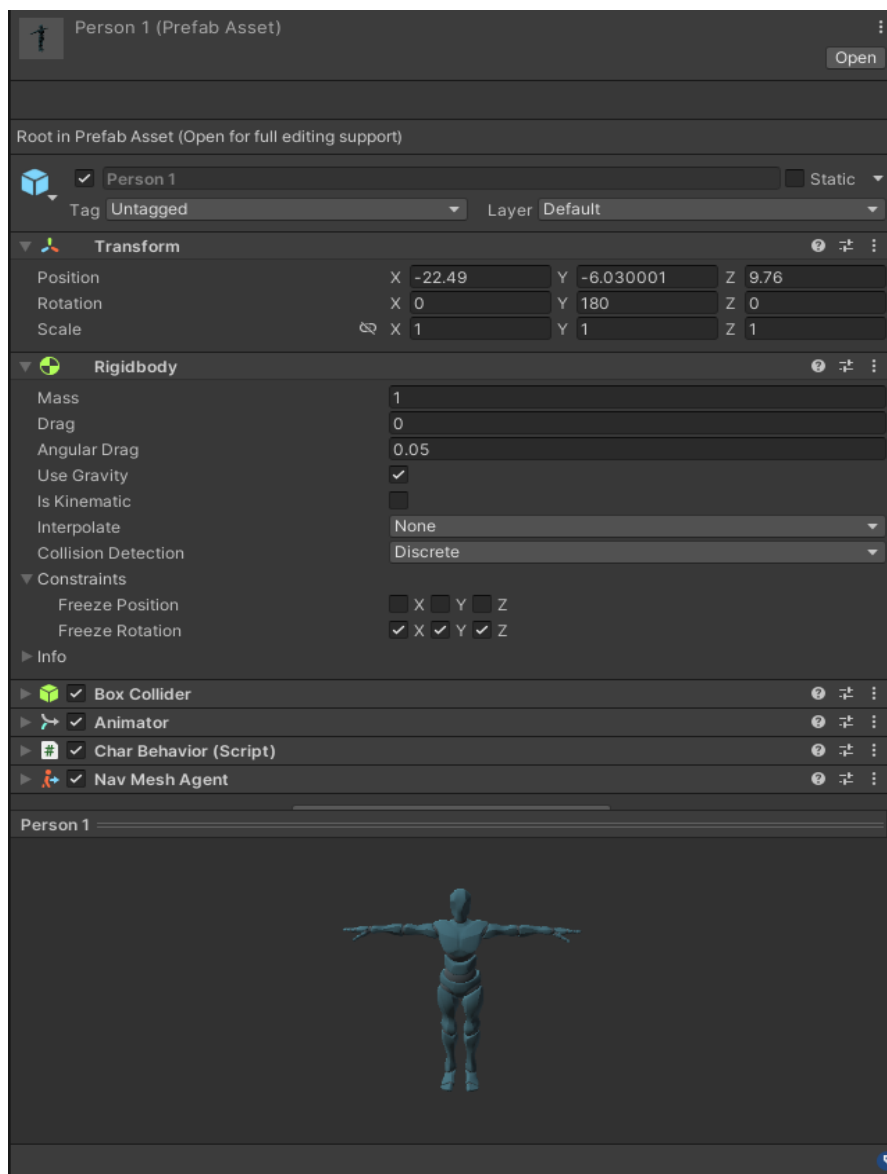 Person 1 (Prefab Asset)
Open
Root in Prefab Asset (Open for full editing support)
Person 1 Static
Tag Untagged Layer Default
Transform
Position X -22.49 Y -6.030001 Z 9.76
Rotation X 0 Y 180 Z 0
Scale X 1 Y 1 Z 1
Rigidbody
Mass 1
Drag 0
Angular Drag 0.05
Use Gravity
Is Kinematic
Interpolate None
Collision Detection Discrete
Constraints
Freeze Position X Y Z
Freeze Rotation X Y Z
Info
# Box Collider
Animator
Char Behavior (Script)
Nav Mesh Agent
Person 1